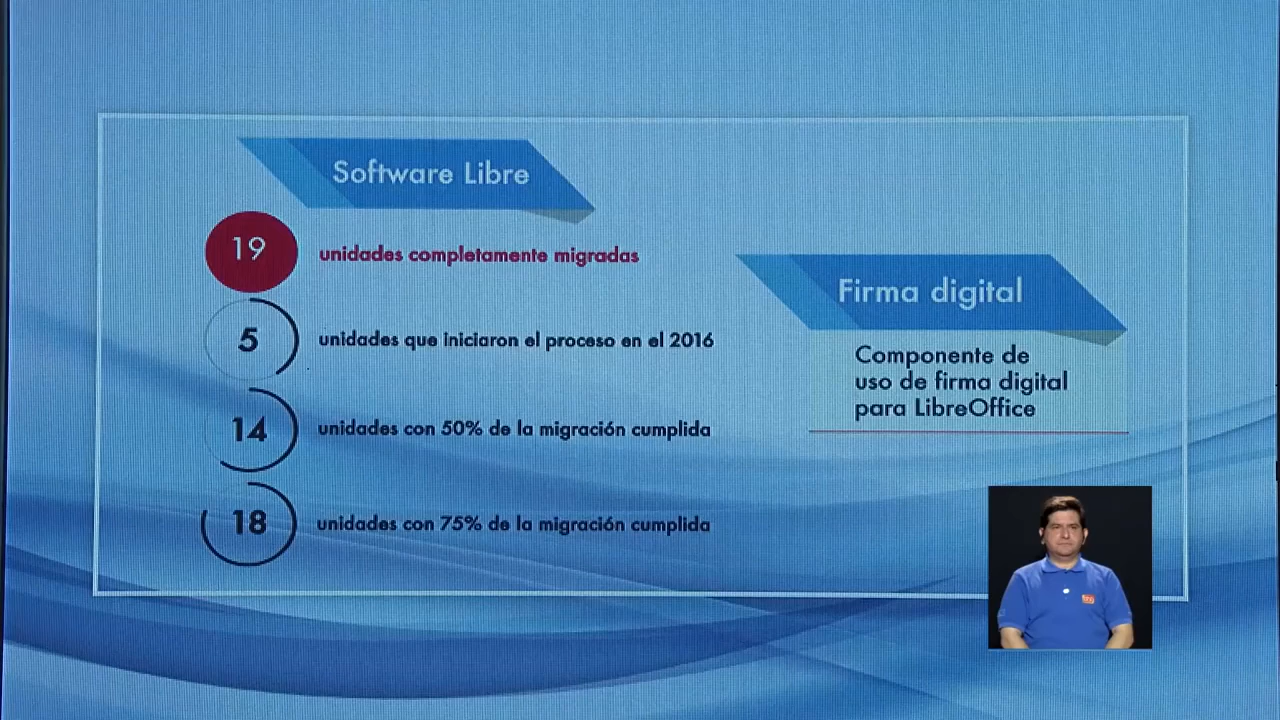 Software Libre
19 unidades completamente migradas
5 unidades que iniciaron el proceso en el 2016
14 unidades con 50% de la migración cumplida
18 unidades con 75% de la migración cumplida
Firma digital
Componente de
uso de firma digital
para LibreOffice